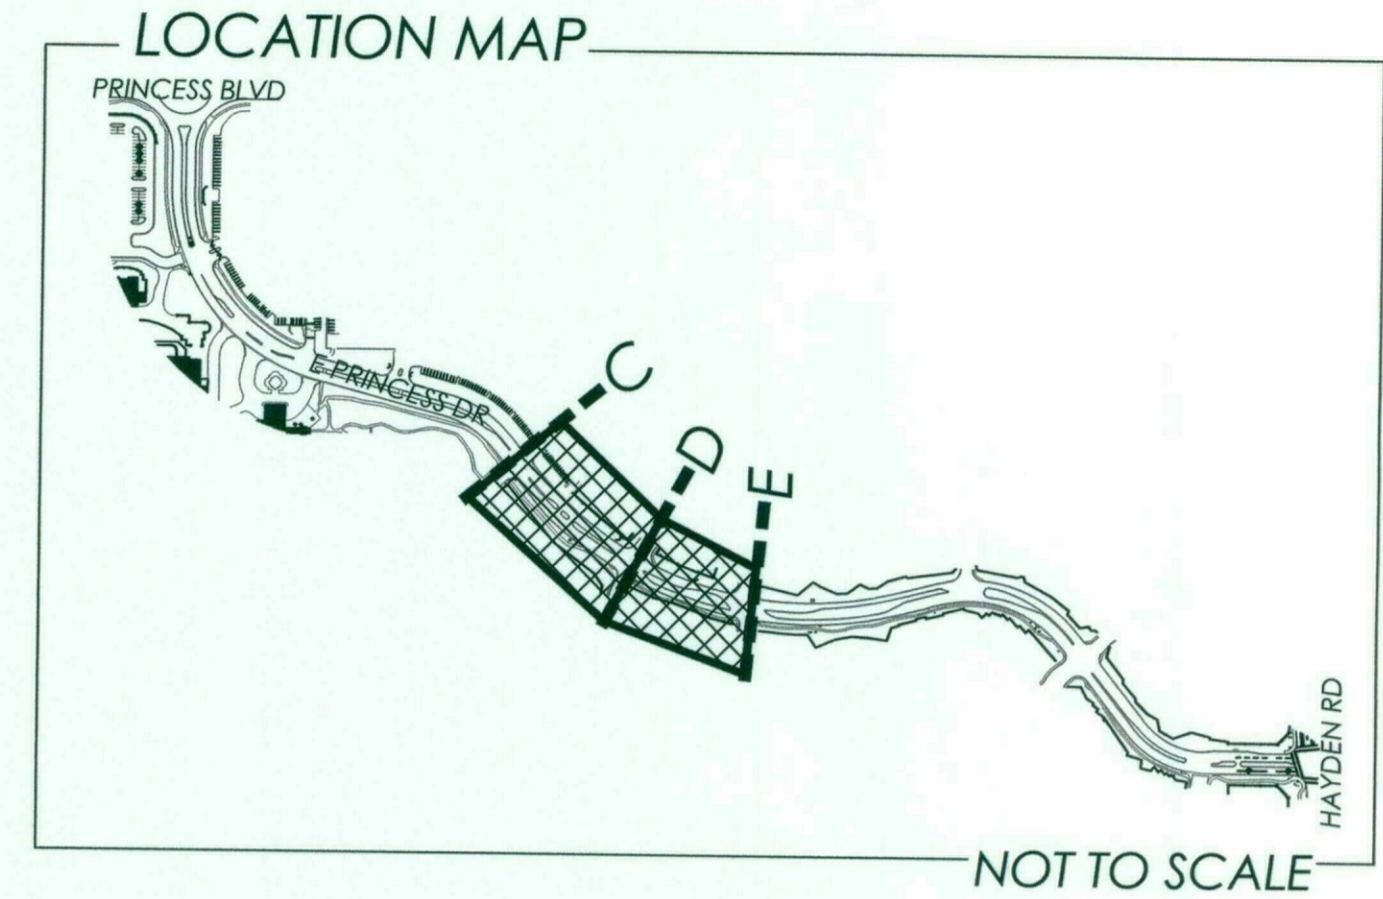 LOCATION MAP
PRINCESS BLVD
E PRINCESS DR
C
D
E
HAYDEN RD
NOT TO SCALE